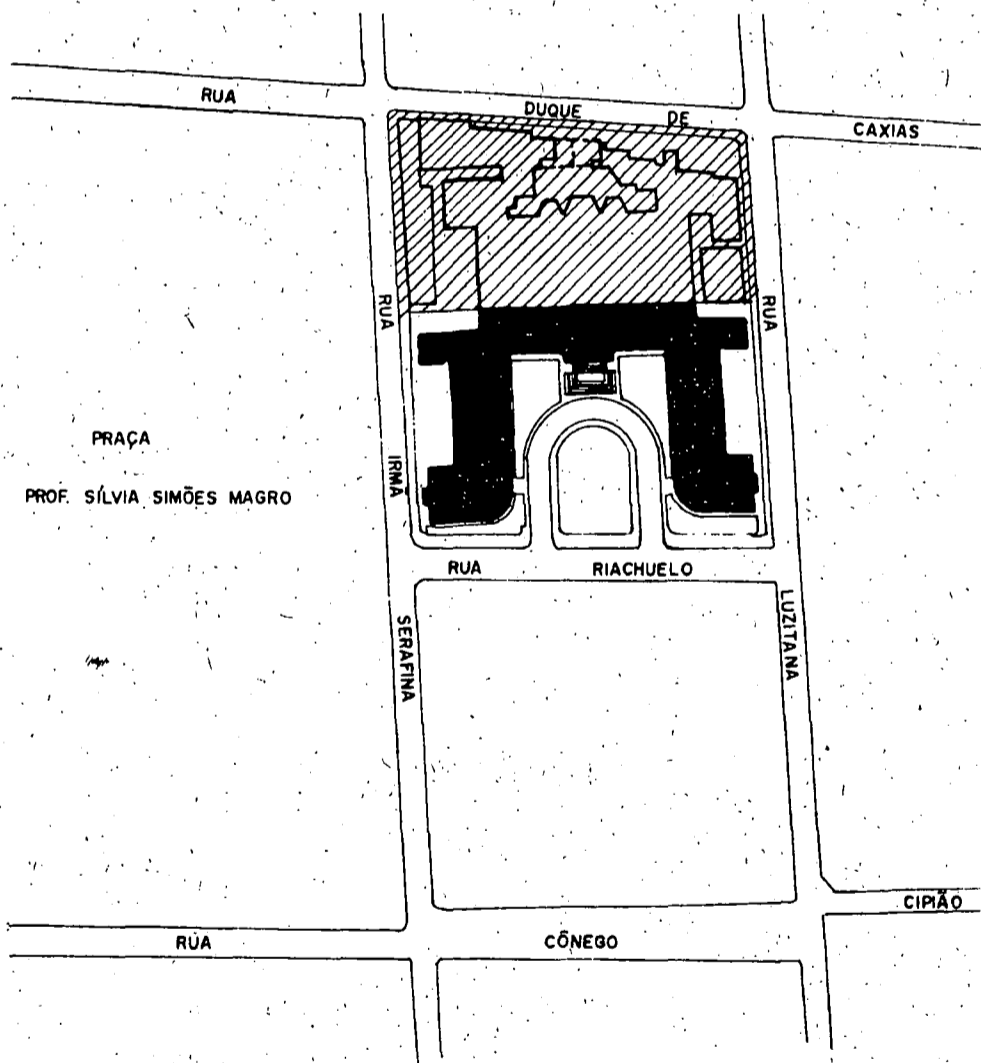 RUA
DUQUE DE CAXIAS
RUA
RUA
PRAÇA
PROF. SÍLVIA SIMÕES MAGRO
IRMÃ
RUA RIACHUELO
SERAFINA
LUZITANA
CIPIÃO
RUA
CÔNEGO